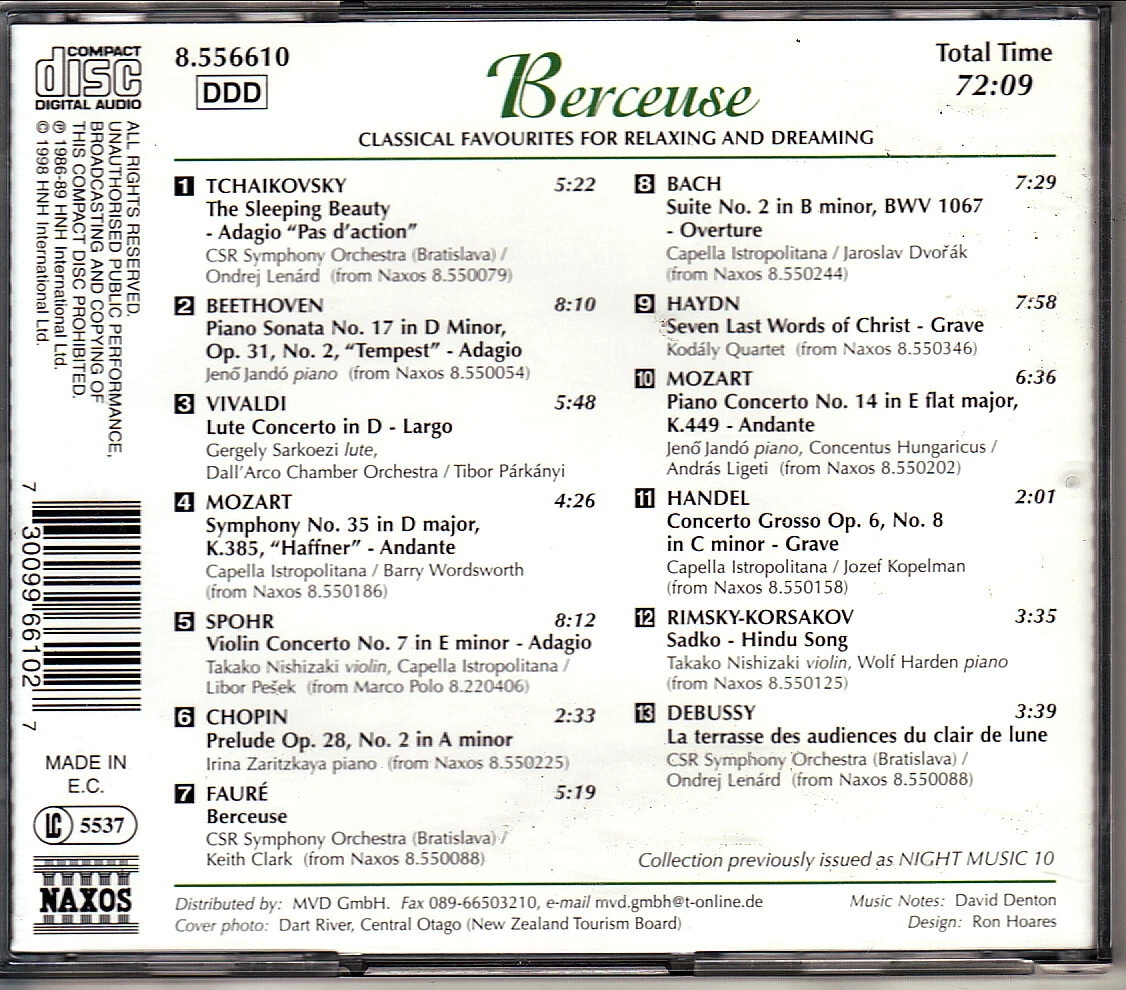 COMPACT
disc
DIGITAL AUDIO
ALL RIGHTS RESERVED.
UNAUTHORISED PUBLIC PERFORMANCE,
BROADCASTING AND COPYING OF
THIS COMPACT DISC PROHIBITED.
℗ 1986-89 HNH International Ltd.
© 1998 HNH International Ltd.
7 30099 66102 7
MADE IN
E.C.
LC 5537
NAXOS
8.556610
DDD
Berceuse
Total Time
72:09
CLASSICAL FAVOURITES FOR RELAXING AND DREAMING
1 TCHAIKOVSKY 5:22
The Sleeping Beauty
- Adagio “Pas d’action”
CSR Symphony Orchestra (Bratislava) /
Ondrej Lenárd (from Naxos 8.550079)
2 BEETHOVEN 8:10
Piano Sonata No. 17 in D Minor,
Op. 31, No. 2, “Tempest” - Adagio
Jenő Jandó piano (from Naxos 8.550054)
3 VIVALDI 5:48
Lute Concerto in D - Largo
Gergely Sarkoezi lute,
Dall’Arco Chamber Orchestra / Tibor Párkányi
4 MOZART 4:26
Symphony No. 35 in D major,
K.385, “Haffner” - Andante
Capella Istropolitana / Barry Wordsworth
(from Naxos 8.550186)
5 SPOHR 8:12
Violin Concerto No. 7 in E minor - Adagio
Takako Nishizaki violin, Capella Istropolitana /
Libor Pešek (from Marco Polo 8.220406)
6 CHOPIN 2:33
Prelude Op. 28, No. 2 in A minor
Irina Zaritzkaya piano (from Naxos 8.550225)
7 FAURÉ 5:19
Berceuse
CSR Symphony Orchestra (Bratislava) /
Keith Clark (from Naxos 8.550088)
8 BACH 7:29
Suite No. 2 in B minor, BWV 1067
- Overture
Capella Istropolitana / Jaroslav Dvořák
(from Naxos 8.550244)
9 HAYDN 7:58
Seven Last Words of Christ - Grave
Kodály Quartet (from Naxos 8.550346)
10 MOZART 6:36
Piano Concerto No. 14 in E flat major,
K.449 - Andante
Jenő Jandó piano, Concentus Hungaricus /
András Ligeti (from Naxos 8.550202)
11 HANDEL 2:01
Concerto Grosso Op. 6, No. 8
in C minor - Grave
Capella Istropolitana / Jozef Kopelman
(from Naxos 8.550158)
12 RIMSKY-KORSAKOV 3:35
Sadko - Hindu Song
Takako Nishizaki violin, Wolf Harden piano
(from Naxos 8.550125)
13 DEBUSSY 3:39
La terrasse des audiences du clair de lune
CSR Symphony Orchestra (Bratislava) /
Ondrej Lenárd (from Naxos 8.550088)
Collection previously issued as NIGHT MUSIC 10
Distributed by: MVD GmbH. Fax 089-66503210, e-mail mvd.gmbh@t-online.de
Cover photo: Dart River, Central Otago (New Zealand Tourism Board)
Music Notes: David Denton
Design: Ron Hoares